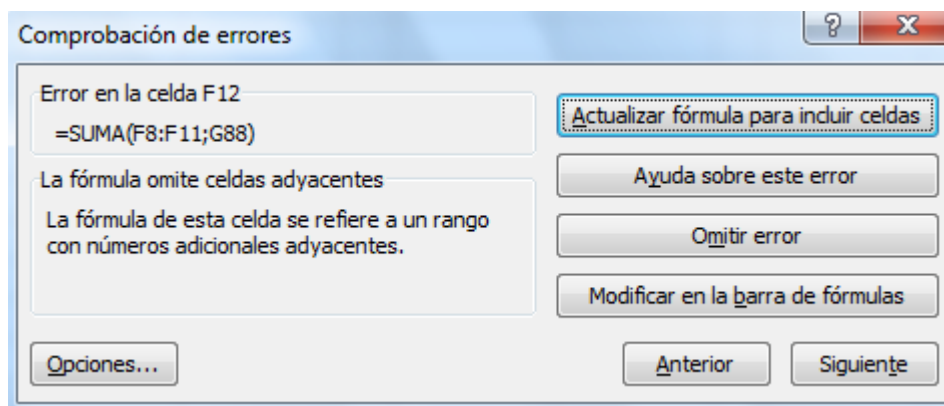 Comprobación de errores
Error en la celda F12
=SUMA(F8:F11;G88)
La fórmula omite celdas adyacentes
La fórmula de esta celda se refiere a un rango
con números adicionales adyacentes.
Actualizar fórmula para incluir celdas
Ayuda sobre este error
Omitir error
Modificar en la barra de fórmulas
Opciones...
Anterior
Siguiente